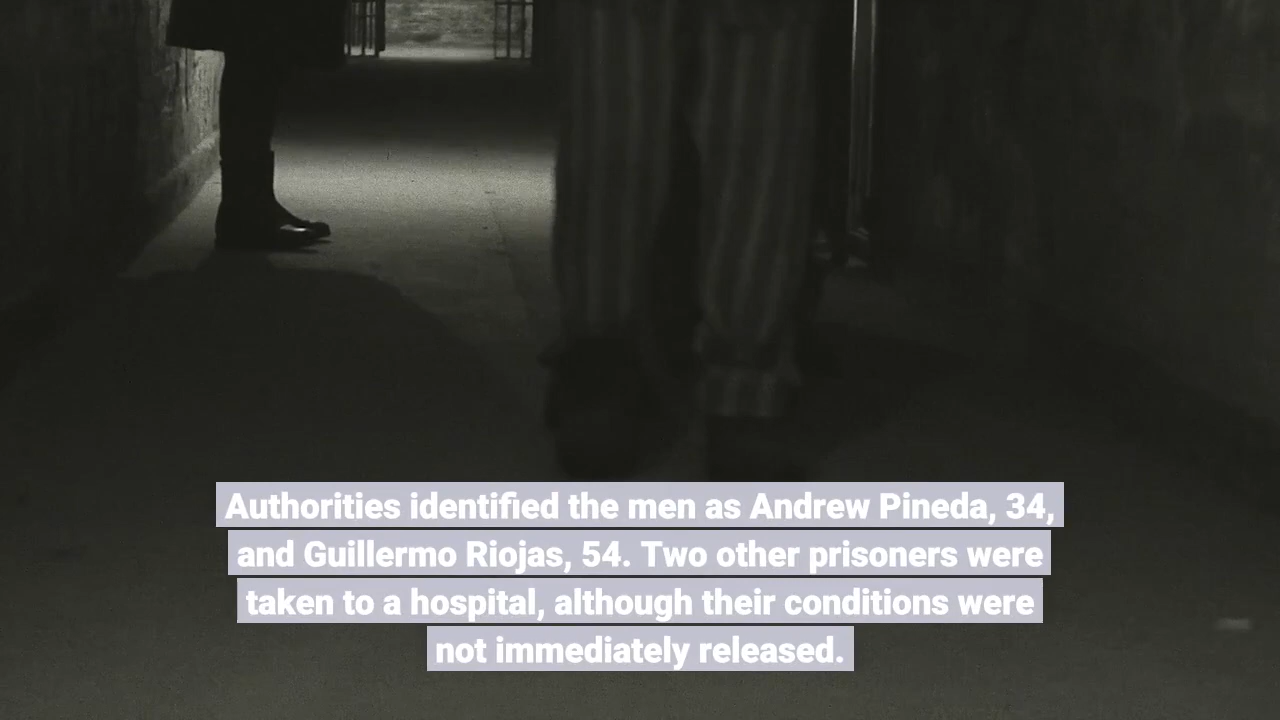 Authorities identified the men as Andrew Pineda, 34,
and Guillermo Riojas, 54. Two other prisoners were
taken to a hospital, although their conditions were
not immediately released.